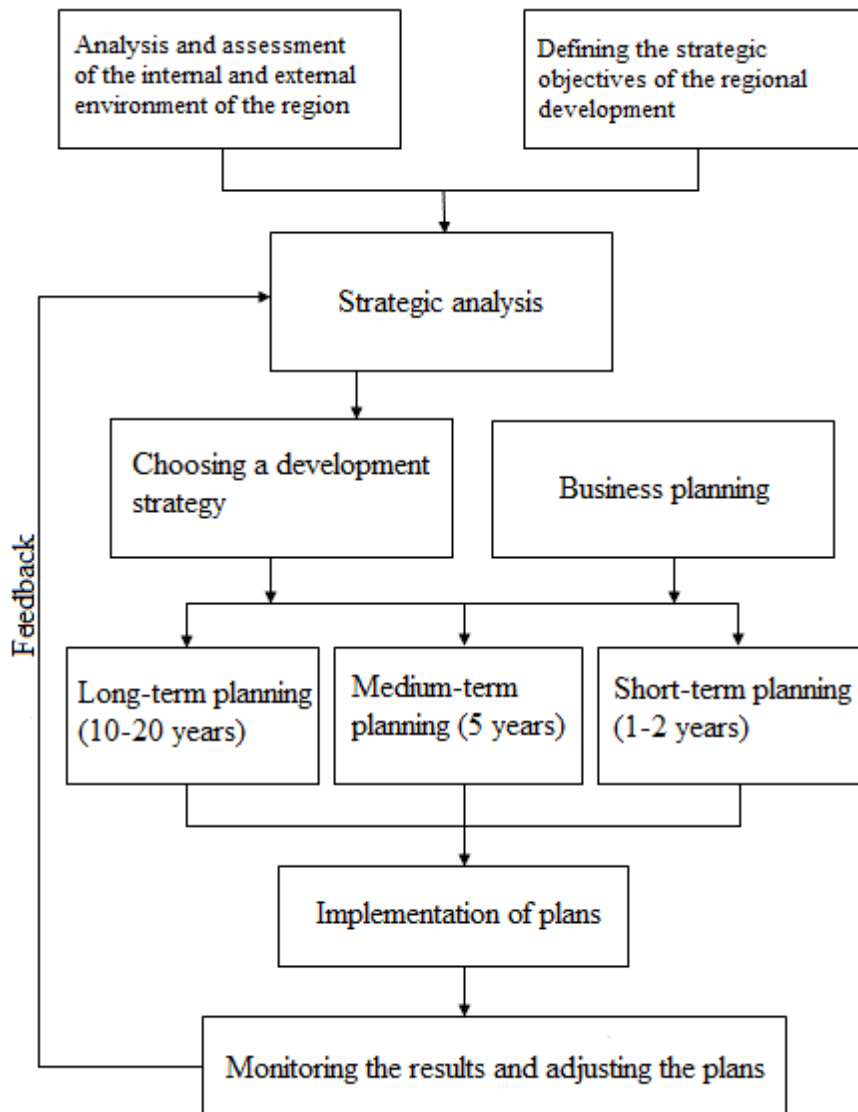 Analysis and assessment
of the internal and external
environment of the region
Defining the strategic
objectives of the regional
development
Strategic analysis
Choosing a development
strategy
Business planning
Feedback
Long-term planning
(10-20 years)
Medium-term
planning (5 years)
Short-term planning
(1-2 years)
Implementation of plans
Monitoring the results and adjusting the plans